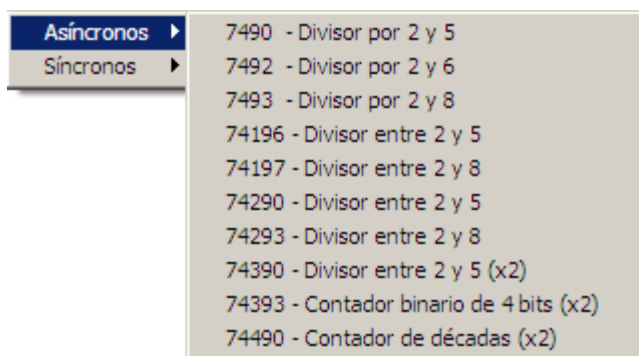 Asíncronos
Síncronos
7490 - Divisor por 2 y 5
7492 - Divisor por 2 y 6
7493 - Divisor por 2 y 8
74196 - Divisor entre 2 y 5
74197 - Divisor entre 2 y 8
74290 - Divisor entre 2 y 5
74293 - Divisor entre 2 y 8
74390 - Divisor entre 2 y 5 (x2)
74393 - Contador binario de 4 bits (x2)
74490 - Contador de décadas (x2)